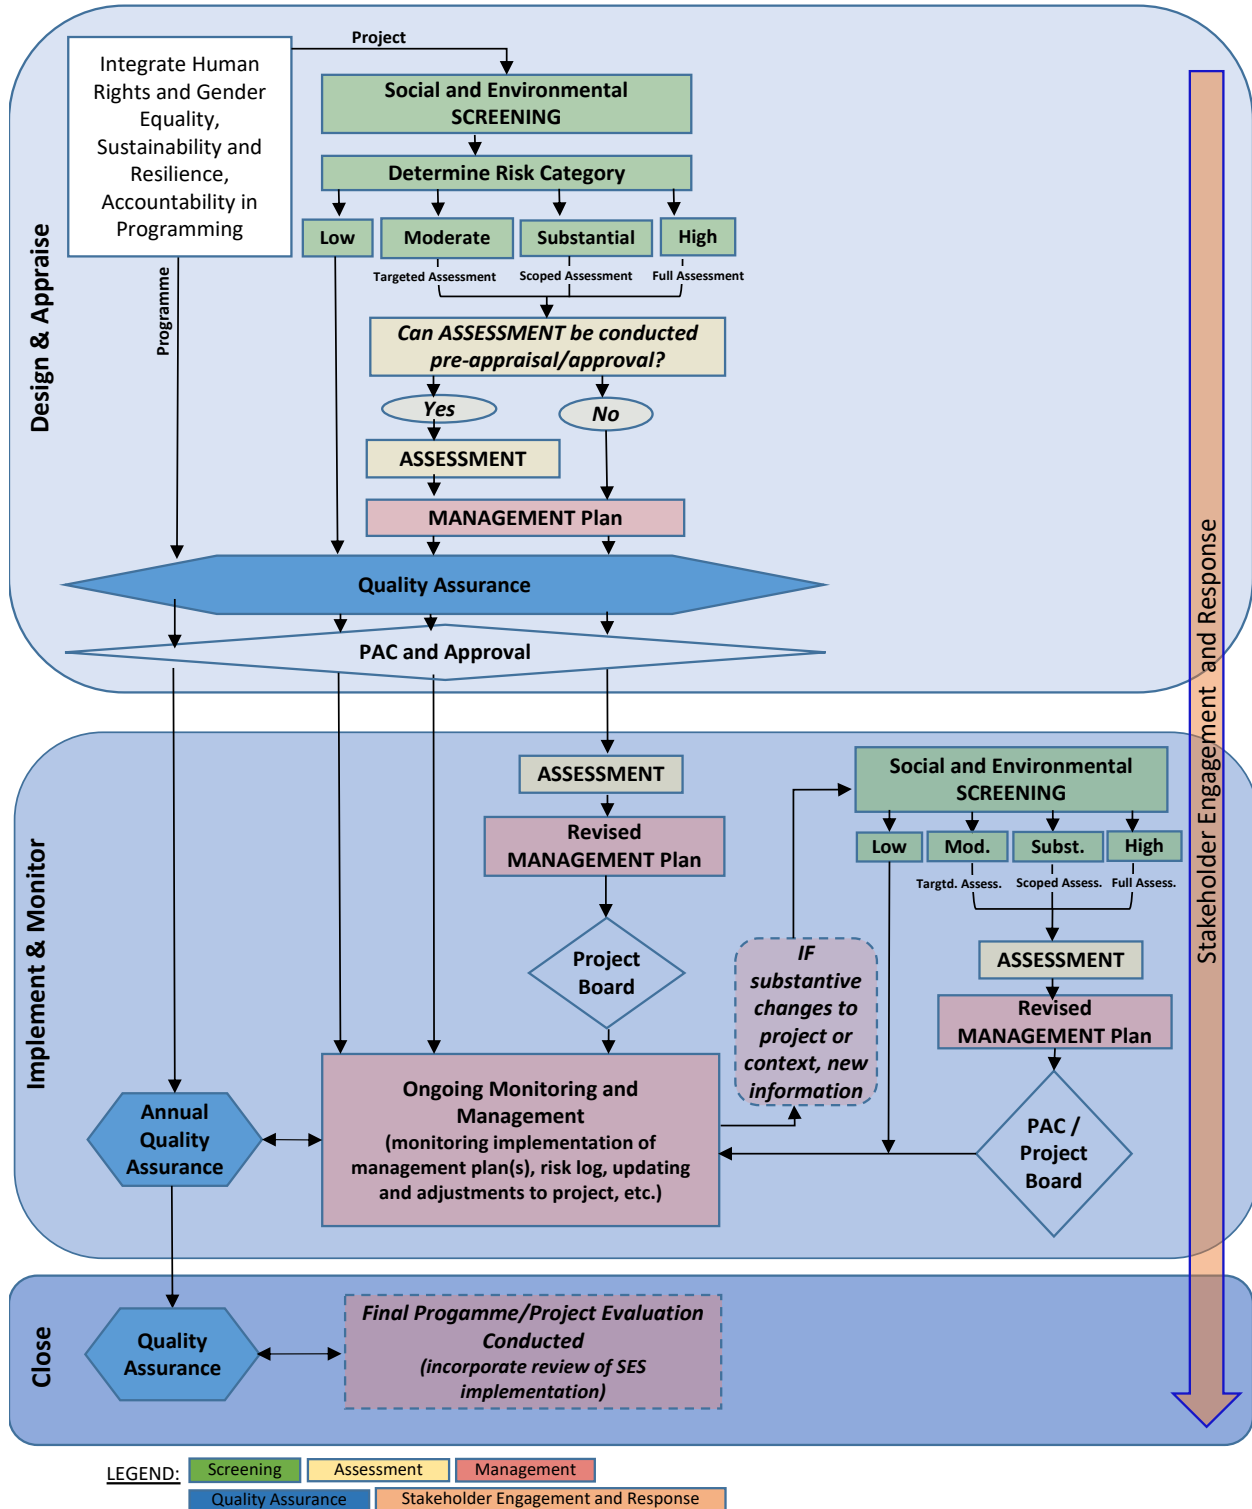 Project
Integrate Human
Rights and Gender
Equality,
Sustainability and
Resilience,
Accountability in
Programming
Social and Environmental
SCREENING
Determine Risk Category
Low
Moderate
Substantial
High
Targeted Assessment
Scoped Assessment
Full Assessment
Programme
Can ASSESSMENT be conducted
pre-appraisal/approval?
Yes
No
ASSESSMENT
MANAGEMENT Plan
Quality Assurance
PAC and Approval
Design & Appraise
Stakeholder Engagement and Response
ASSESSMENT
Revised
MANAGEMENT Plan
Project
Board
Social and Environmental
SCREENING
Low
Mod.
Subst.
High
Targtd. Assess.
Scoped Assess.
Full Assess.
ASSESSMENT
Revised
MANAGEMENT Plan
PAC /
Project
Board
IF
substantive
changes to
project or
context, new
information
Ongoing Monitoring and
Management
(monitoring implementation of
management plan(s), risk log, updating
and adjustments to project, etc.)
Annual
Quality
Assurance
Implement & Monitor
Close
Quality
Assurance
Final Progamme/Project Evaluation
Conducted
(incorporate review of SES
implementation)
LEGEND:
Screening
Assessment
Management
Quality Assurance
Stakeholder Engagement and Response